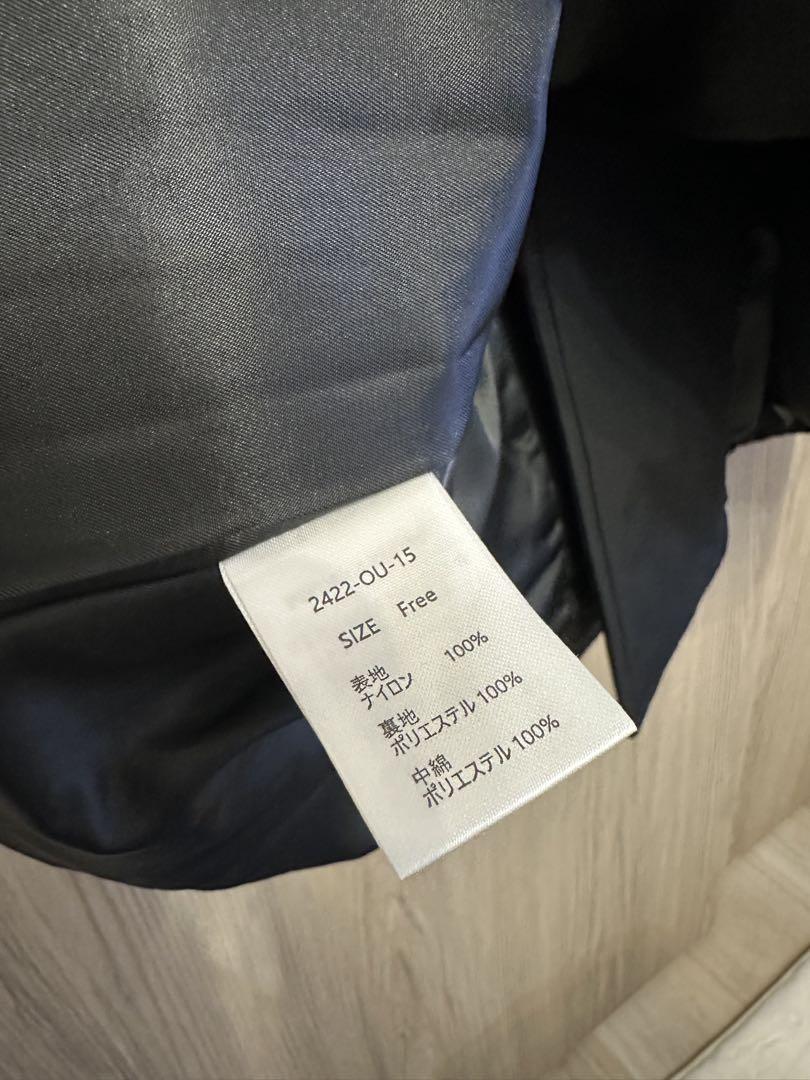 2422-OU-15
SIZE Free
表地
ナイロン 100%
裏地
ポリエステル 100%
中綿
ポリエステル 100%